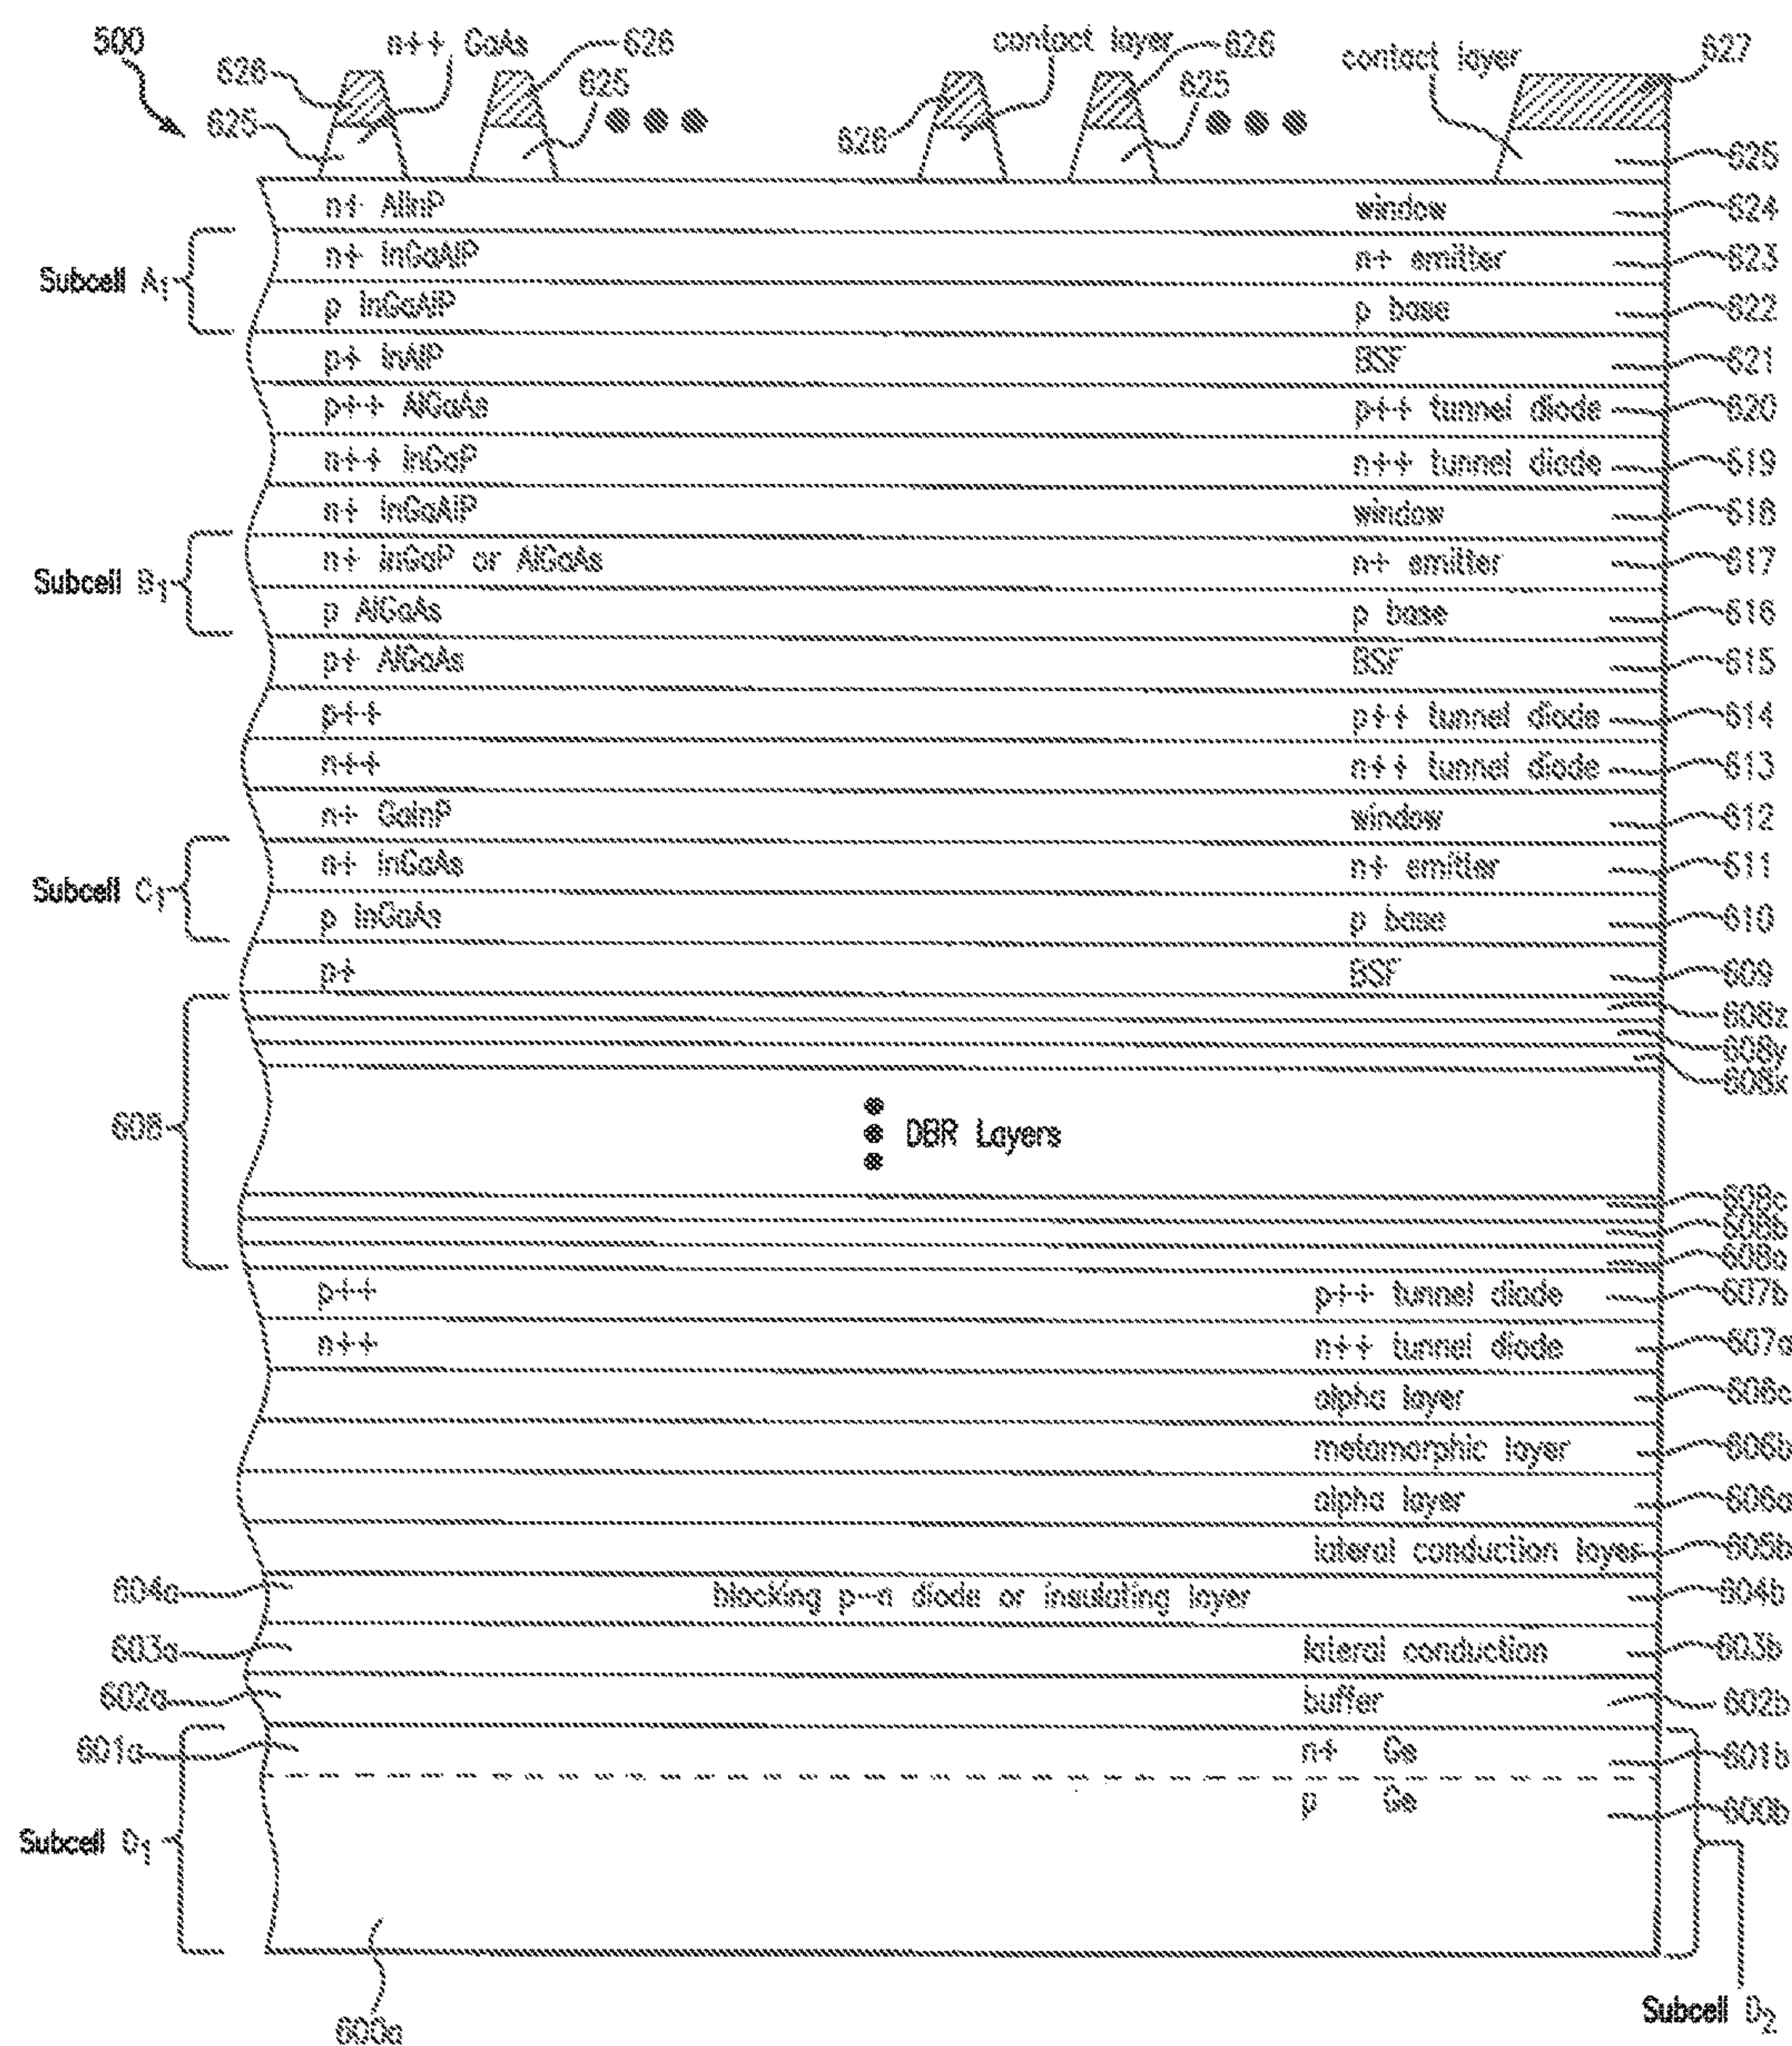 500
n++ GaAs
626
626
625
625
contact layer
626
626
625
contact layer
627
625
n+ AlInP window 624
Subcell A1
n+ InGaAlP n+ emitter 623
p InGaAlP p base 622
p+ InAlP BSF 621
p++ AlGaAs p++ tunnel diode 620
n++ InGaP n++ tunnel diode 619
n+ InGaAlP window 618
Subcell B1
n+ InGaP or AlGaAs n+ emitter 617
p AlGaAs p base 616
p+ AlGaAs BSF 615
p++ p++ tunnel diode 614
n++ n++ tunnel diode 613
n+ GaInP window 612
Subcell C1
n+ InGaAs n+ emitter 611
p InGaAs p base 610
p+ BSF 609
608z
608y
608x
608
DBR Layers
608c
608b
608a
p++ p++ tunnel diode 607b
n++ n++ tunnel diode 607a
alpha layer 606c
metamorphic layer 606b
alpha layer 606a
lateral conduction layer 605b
604a blocking p-n diode or insulating layer 604b
603a lateral conduction 603b
602a buffer 602b
601a n+ Ge 601b
p Ge 600b
Subcell D1
600a
Subcell D2